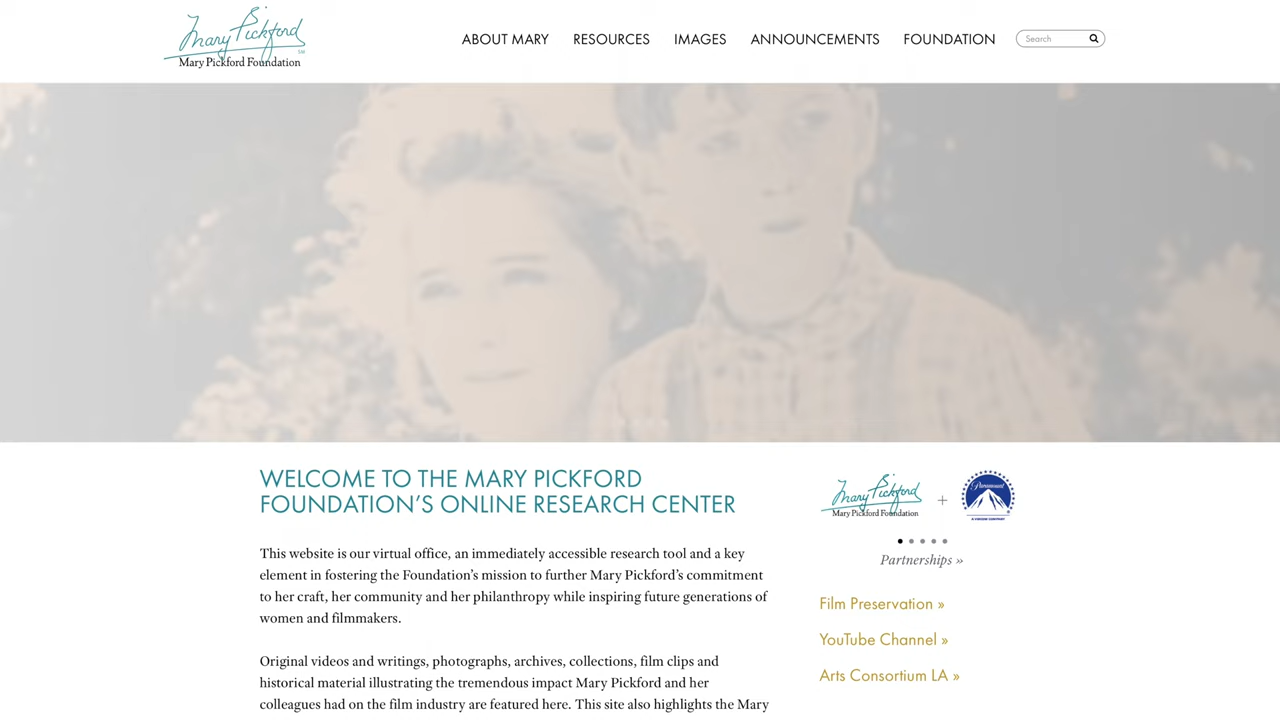 Mary Pickford
SM
Mary Pickford Foundation
ABOUT MARY
RESOURCES
IMAGES
ANNOUNCEMENTS
FOUNDATION
Search
WELCOME TO THE MARY PICKFORD
FOUNDATION’S ONLINE RESEARCH CENTER
This website is our virtual office, an immediately accessible research tool and a key
element in fostering the Foundation’s mission to further Mary Pickford’s commitment
to her craft, her community and her philanthropy while inspiring future generations of
women and filmmakers.
Original videos and writings, photographs, archives, collections, film clips and
historical material illustrating the tremendous impact Mary Pickford and her
colleagues had on the film industry are featured here. This site also highlights the Mary
Mary Pickford
Mary Pickford Foundation
+
Paramount
A VIACOM COMPANY
Partnerships »
Film Preservation »
YouTube Channel »
Arts Consortium LA »